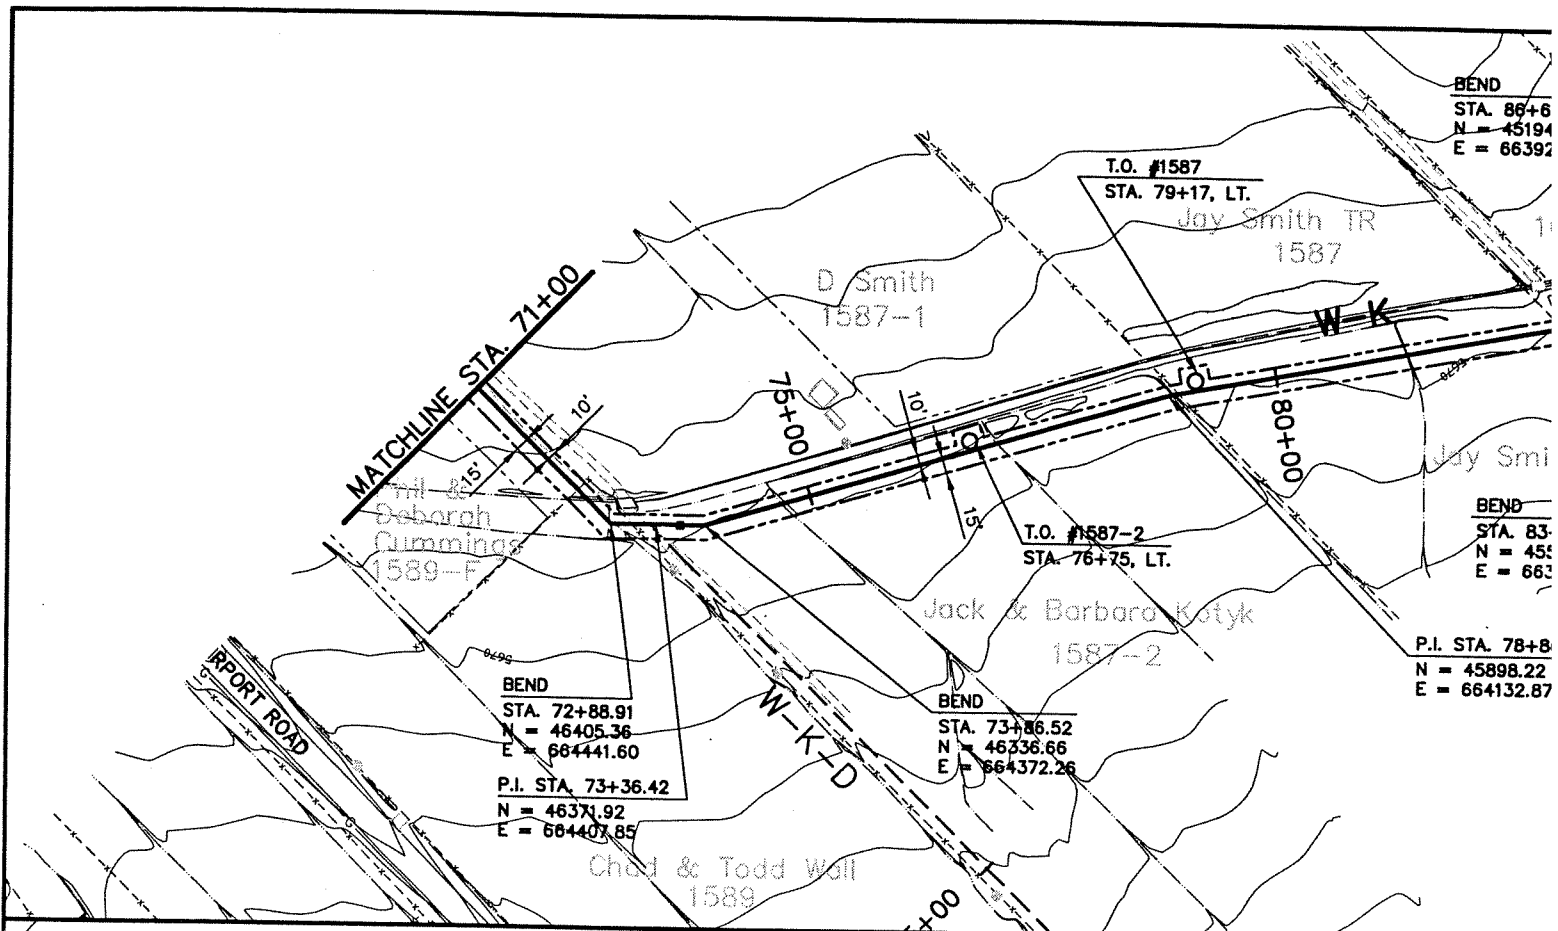 BEND
STA. 86+6
N = 45194
E = 66392
T.O. #1587
STA. 79+17, LT.
Jay Smith TR
1587
D Smith
1587-1
MATCHLINE STA. 71+00
W K
10'
15'
75+00
10'
15'
80+00
5670
Jay Smi
Phil &
Deborah
Cummings
1589-F
BEND
STA. 83+
N = 455
E = 663
T.O. #1587-2
STA. 76+75, LT.
Jack & Barbara Kotyk
1587-2
P.I. STA. 78+8
N = 45898.22
E = 664132.87
5670
RPORT ROAD
BEND
STA. 72+88.91
N = 46405.36
E = 664441.60
W-K-D
BEND
STA. 73+86.52
N = 46336.66
E = 664372.26
P.I. STA. 73+36.42
N = 46371.92
E = 664407.85
G
G
Chad & Todd Wall
1589
+00